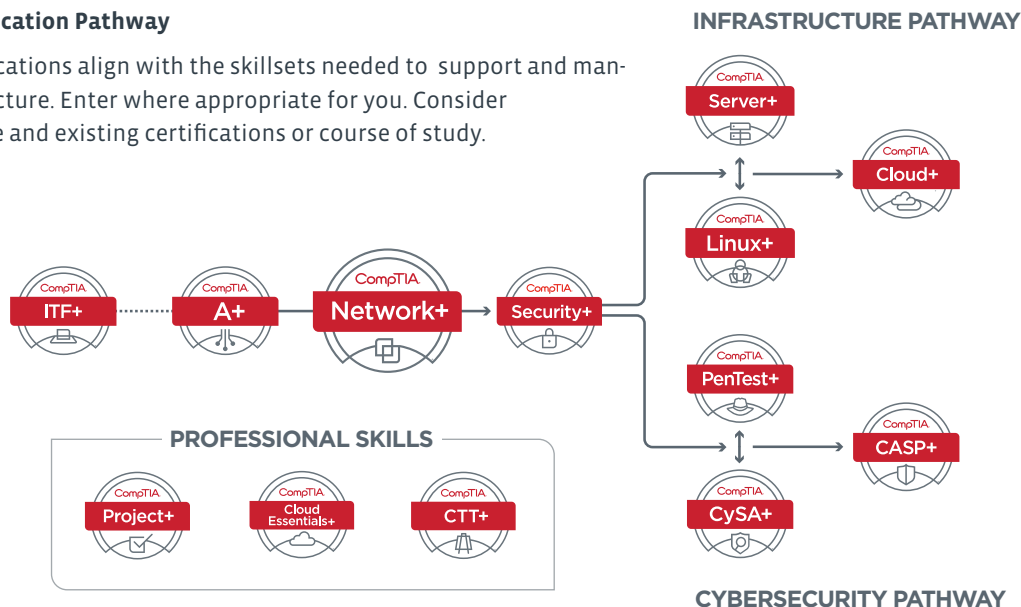 cation Pathway
INFRASTRUCTURE PATHWAY
cations align with the skillsets needed to support and man-
cture. Enter where appropriate for you. Consider
e and existing certifications or course of study.
CompTIA
Server+
CompTIA
Cloud+
CompTIA
Linux+
CompTIA
ITF+
CompTIA
A+
CompTIA
Network+
CompTIA
Security+
CompTIA
PenTest+
CompTIA
CASP+
CompTIA
CySA+
PROFESSIONAL SKILLS
CompTIA
Project+
CompTIA
Cloud
Essentials+
CompTIA
CTT+
CYBERSECURITY PATHWAY